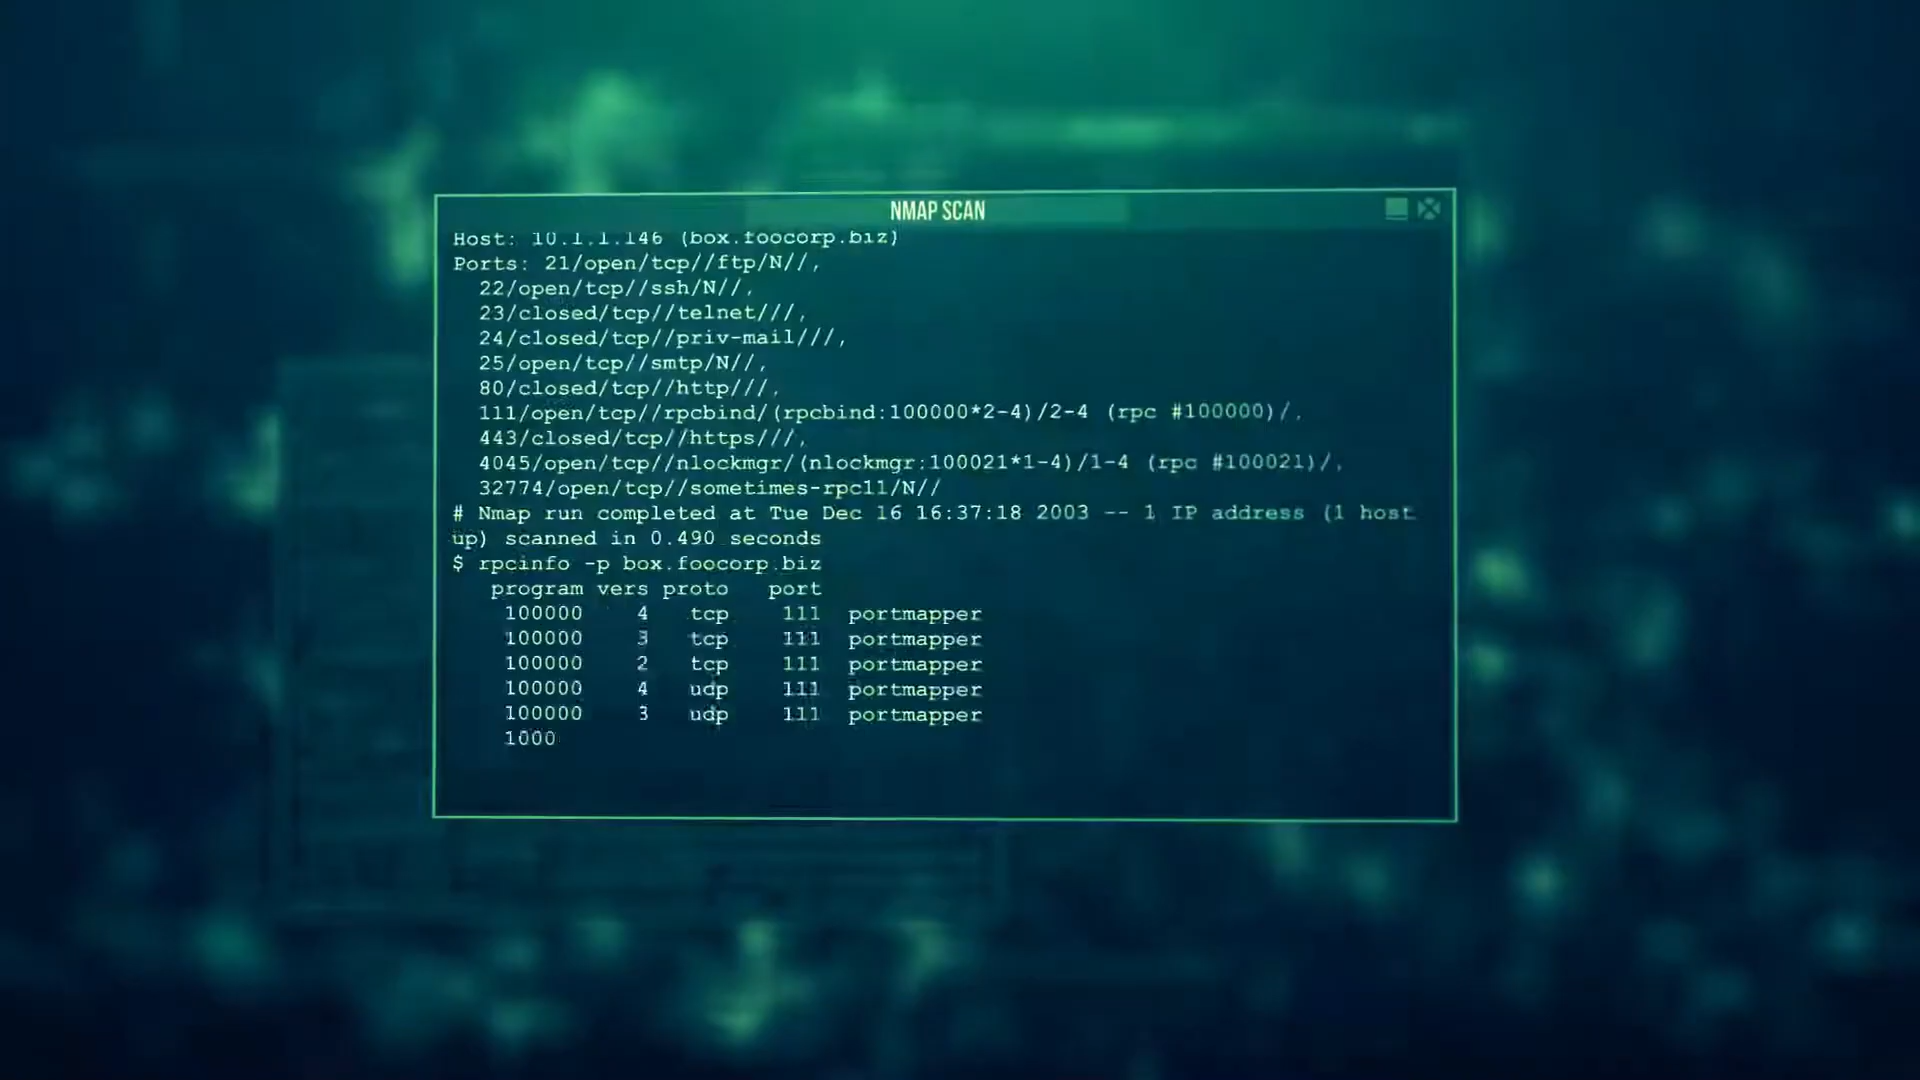 NMAP SCAN
Host: 10.1.1.146 (box.foocorp.biz)
Ports: 21/open/tcp//ftp/N//,
22/open/tcp//ssh/N//,
23/closed/tcp//telnet///,
24/closed/tcp//priv-mail///,
25/open/tcp//smtp/N//,
80/closed/tcp//http///,
111/open/tcp//rpcbind/(rpcbind:100000*2-4)/2-4 (rpc #100000)/,
443/closed/tcp//https///,
4045/open/tcp//nlockmgr/(nlockmgr:100021*1-4)/1-4 (rpc #100021)/,
32774/open/tcp//sometimes-rpc11/N//
# Nmap run completed at Tue Dec 16 16:37:18 2003 -- 1 IP address (1 host
up) scanned in 0.490 seconds
$ rpcinfo -p box.foocorp.biz
program vers proto port
100000 4 tcp 111 portmapper
100000 3 tcp 111 portmapper
100000 2 tcp 111 portmapper
100000 4 udp 111 portmapper
100000 3 udp 111 portmapper
1000